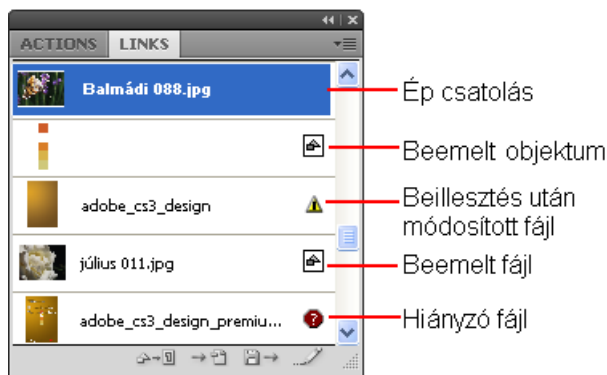 ACTIONS LINKS
Balmádi 088.jpg
Ép csatolás
Beemelt objektum
adobe_cs3_design
Beillesztés után
módosított fájl
július 011.jpg
Beemelt fájl
adobe_cs3_design_premiu...
Hiányzó fájl